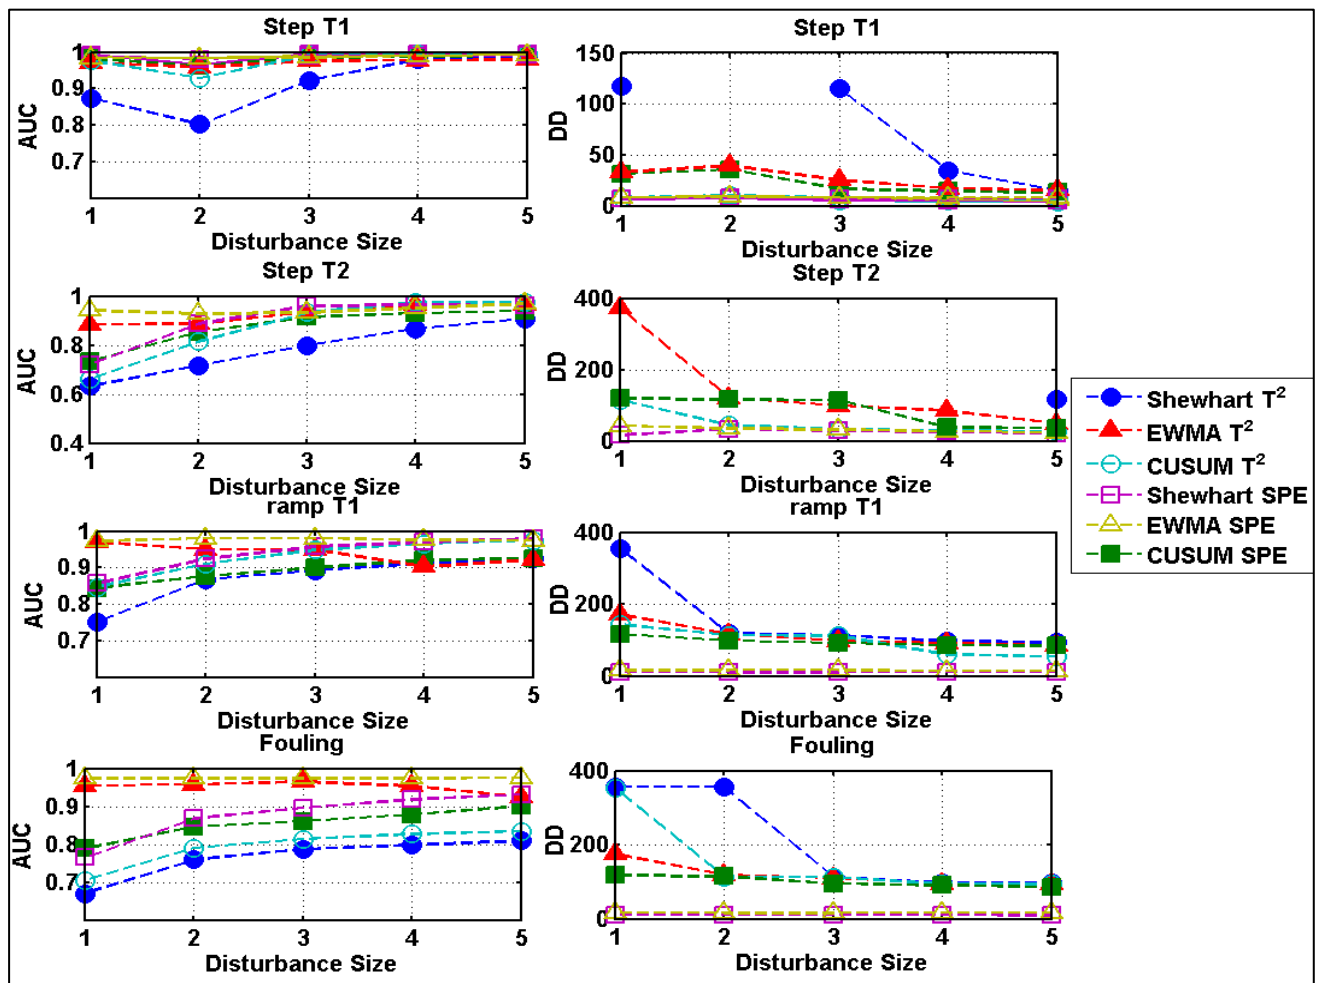 Step T1
1
0.9
0.8
0.7
AUC
1 2 3 4 5
Disturbance Size
Step T1
150
100
50
0
DD
1 2 3 4 5
Disturbance Size
Step T2
1
0.8
0.6
0.4
AUC
1 2 3 4 5
Disturbance Size
Step T2
400
200
0
DD
1 2 3 4 5
Disturbance Size
ramp T1
1
0.9
0.8
0.7
AUC
1 2 3 4 5
Disturbance Size
ramp T1
400
200
0
DD
1 2 3 4 5
Disturbance Size
Fouling
1
0.9
0.8
0.7
AUC
1 2 3 4 5
Disturbance Size
Fouling
400
200
0
DD
1 2 3 4 5
Disturbance Size
Shewhart T²
EWMA T²
CUSUM T²
Shewhart SPE
EWMA SPE
CUSUM SPE